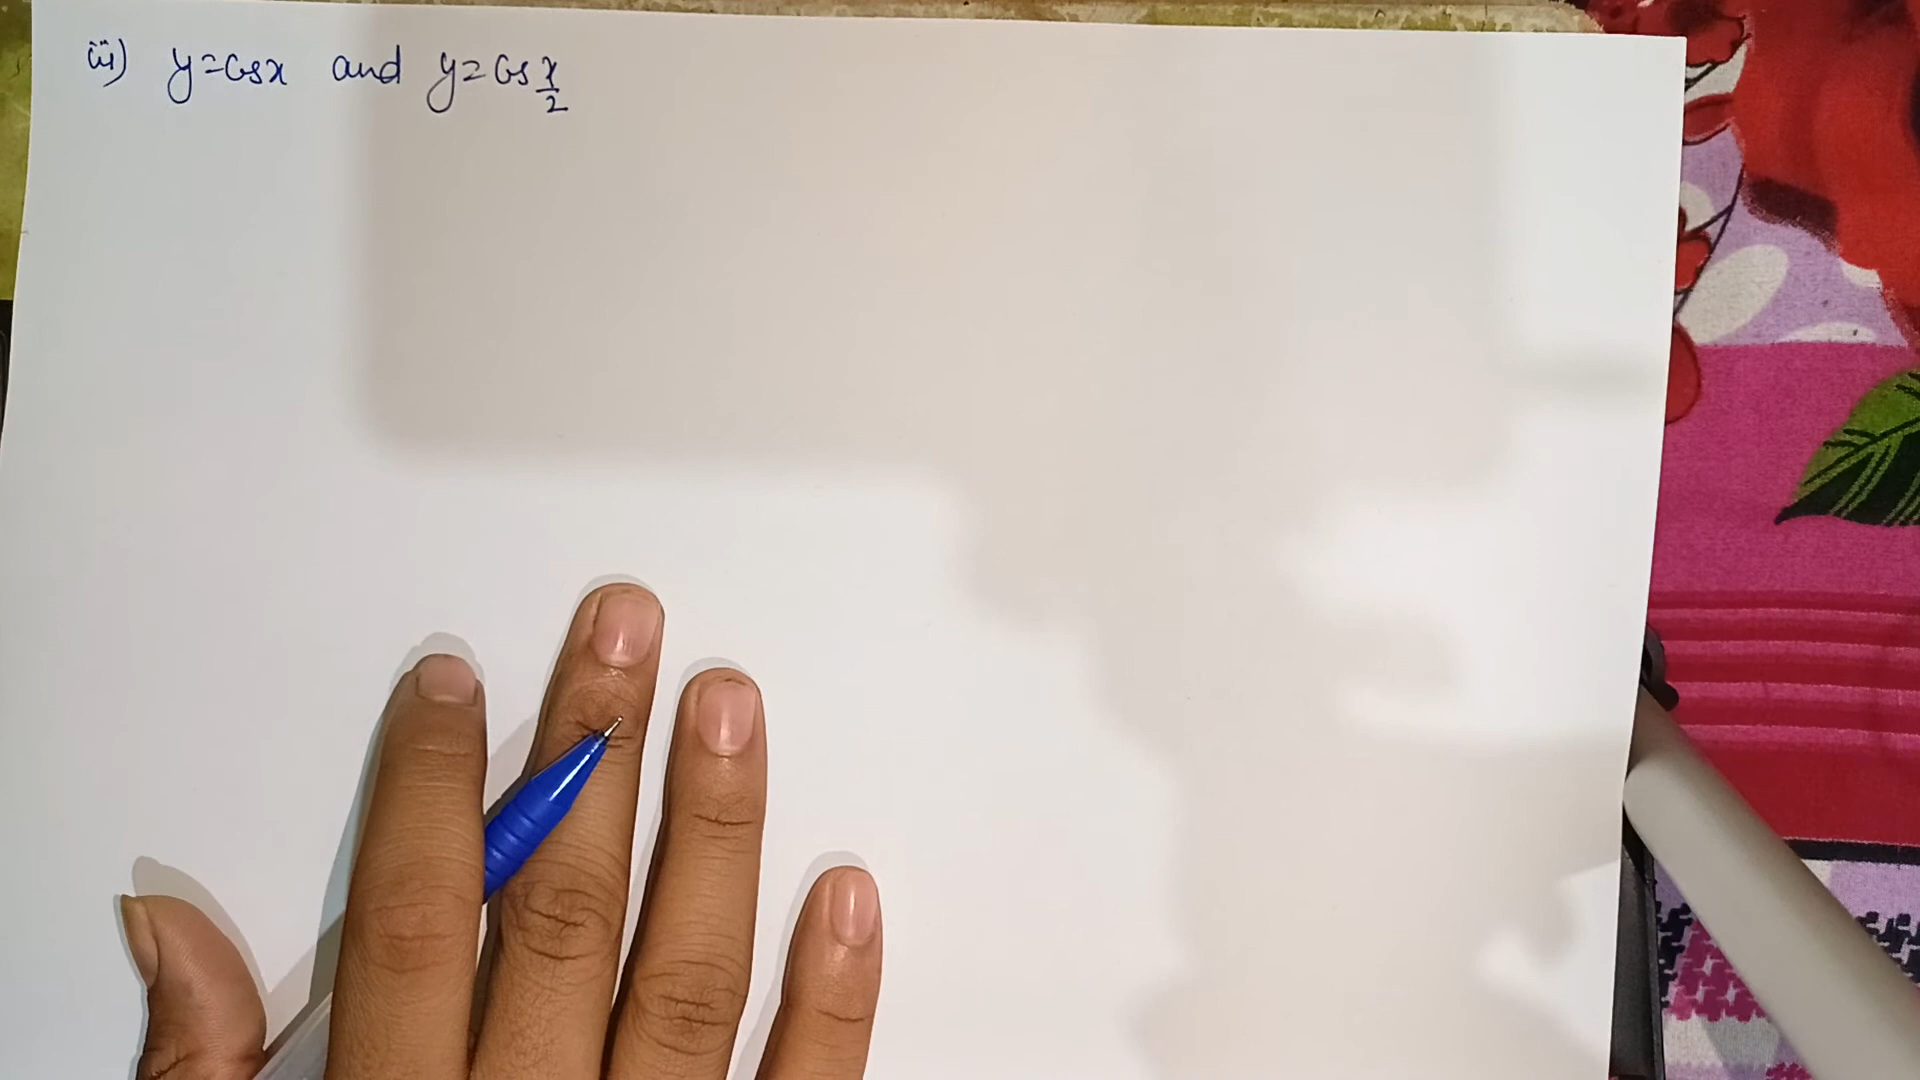 iii) y=Cosx and y=Cos x/2